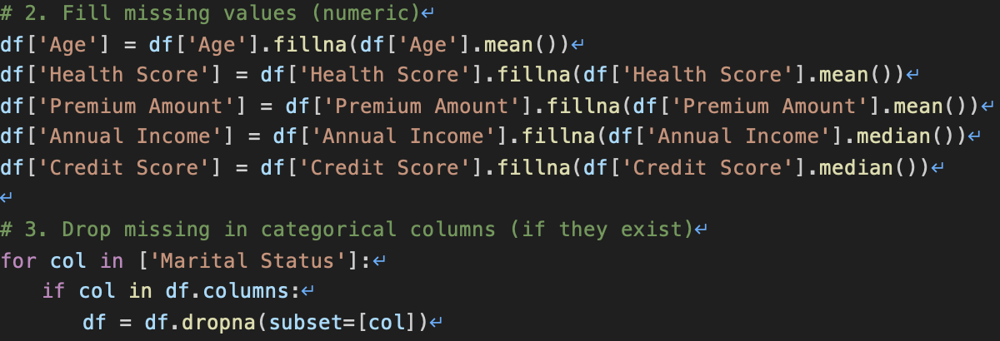 # 2. Fill missing values (numeric)↵
df['Age'] = df['Age'].fillna(df['Age'].mean())↵
df['Health Score'] = df['Health Score'].fillna(df['Health Score'].mean())↵
df['Premium Amount'] = df['Premium Amount'].fillna(df['Premium Amount'].mean())↵
df['Annual Income'] = df['Annual Income'].fillna(df['Annual Income'].median())↵
df['Credit Score'] = df['Credit Score'].fillna(df['Credit Score'].median())↵
↵
# 3. Drop missing in categorical columns (if they exist)↵
for col in ['Marital Status']:↵
    if col in df.columns:↵
        df = df.dropna(subset=[col])↵